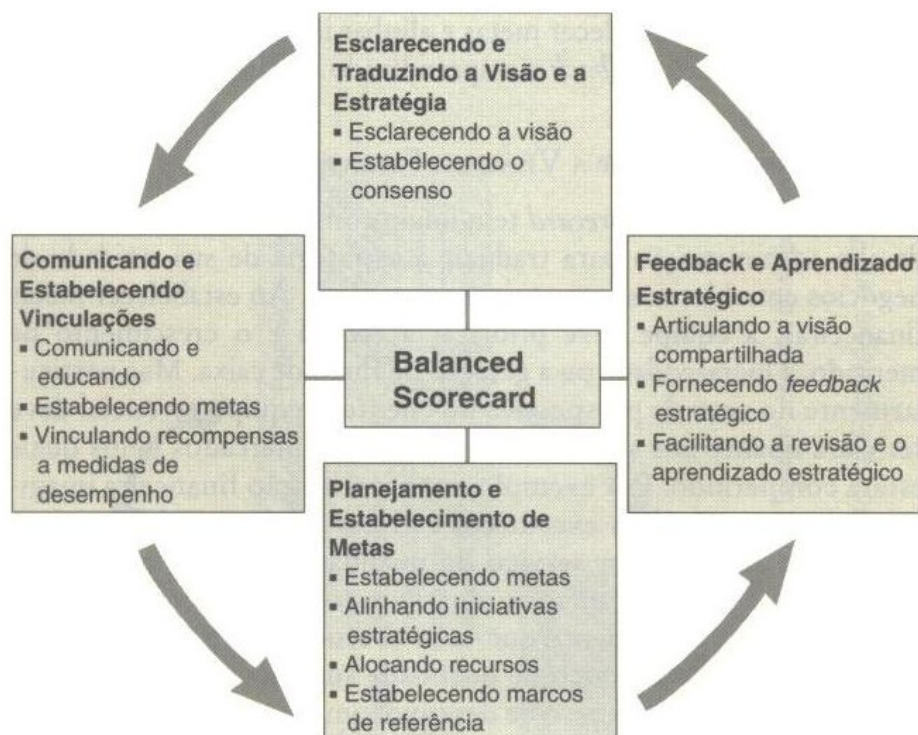 Esclarecendo e
Traduzindo a Visão e a
Estratégia
▪ Esclarecendo a visão
▪ Estabelecendo o
consenso
Comunicando e
Estabelecendo
Vinculações
▪ Comunicando e
educando
▪ Estabelecendo metas
▪ Vinculando recompensas
a medidas de
desempenho
Balanced
Scorecard
Feedback e Aprendizado
Estratégico
▪ Articulando a visão
compartilhada
▪ Fornecendo feedback
estratégico
▪ Facilitando a revisão e o
aprendizado estratégico
Planejamento e
Estabelecimento de
Metas
▪ Estabelecendo metas
▪ Alinhando iniciativas
estratégicas
▪ Alocando recursos
▪ Estabelecendo marcos
de referência